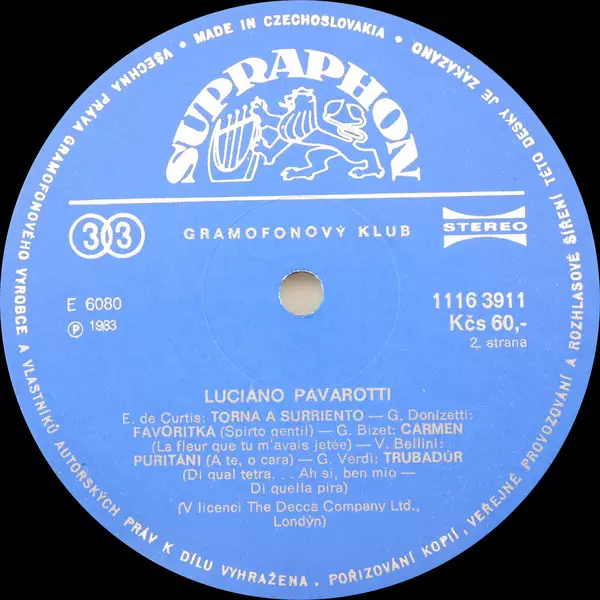 VŠECHNA PRÁVA GRAMOFONOVÉHO VÝROBCE A VLASTNÍKŮ AUTORSKÝCH PRÁV K DÍLU VYHRAŽENA. POŘIZOVÁNÍ KOPIÍ, VEŘEJNÉ PROVOZOVÁNÍ A ROZHLASOVÉ ŠÍŘENÍ TÉTO DESKY JE ZAKÁZÁNO
• MADE IN CZECHOSLOVAKIA •
SUPRAPHON
33
GRAMOFONOVÝ KLUB
STEREO
E 6080
Ⓟ 1983
1116 3911
Kčs 60,-
2. strana
LUCIANO PAVAROTTI
E. de Curtis: TORNA A SURRIENTO — G. Donizetti:
FAVORITKA (Spirto gentil) — G. Bizet: CARMEN
(La fleur que tu m'avais jetée) — V. Bellini:
PURITÁNI (A te, o cara) — G. Verdi: TRUBADÚR
(Di qual tetra. . . Ah si, ben mio —
Di quella pira)
(V licenci The Decca Company Ltd.,
Londýn)